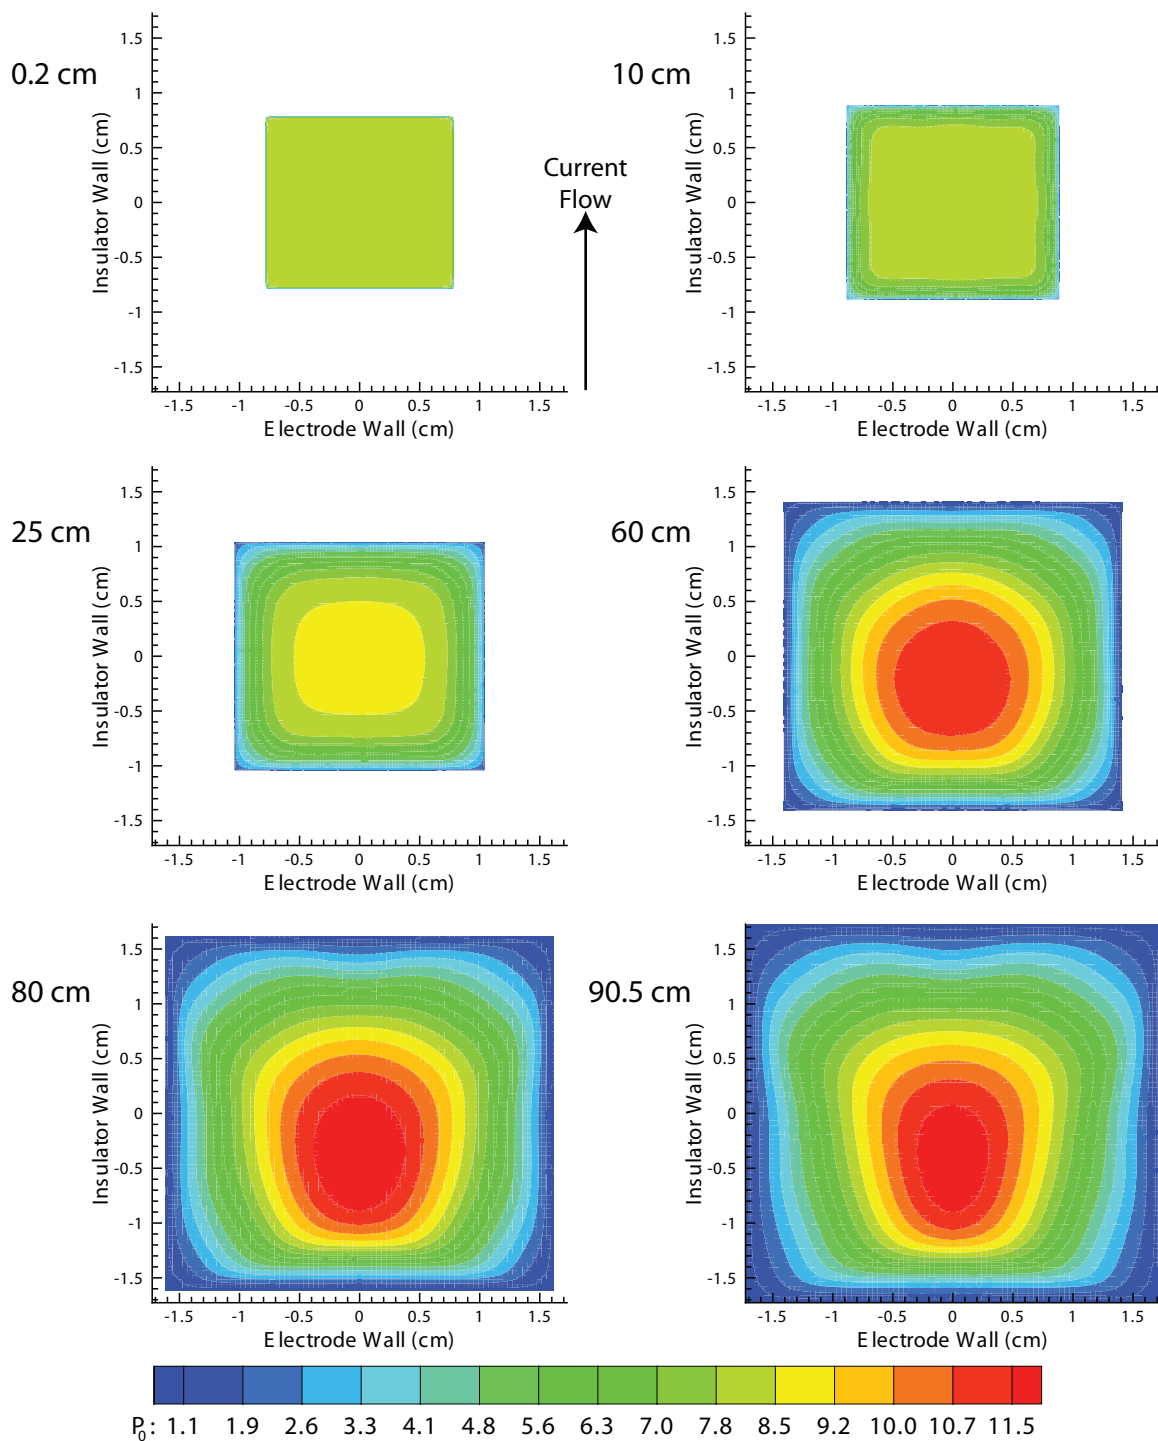 0.2 cm
1.5
1
0.5
0
-0.5
-1
-1.5
Insulator Wall (cm)
-1.5 -1 -0.5 0 0.5 1 1.5
Electrode Wall (cm)
Current
Flow
10 cm
1.5
1
0.5
0
-0.5
-1
-1.5
Insulator Wall (cm)
-1.5 -1 -0.5 0 0.5 1 1.5
Electrode Wall (cm)
25 cm
1.5
1
0.5
0
-0.5
-1
-1.5
Insulator Wall (cm)
-1.5 -1 -0.5 0 0.5 1 1.5
Electrode Wall (cm)
60 cm
1.5
1
0.5
0
-0.5
-1
-1.5
Insulator Wall (cm)
-1.5 -1 -0.5 0 0.5 1 1.5
Electrode Wall (cm)
80 cm
1.5
1
0.5
0
-0.5
-1
-1.5
Insulator Wall (cm)
-1.5 -1 -0.5 0 0.5 1 1.5
Electrode Wall (cm)
90.5 cm
1.5
1
0.5
0
-0.5
-1
-1.5
Insulator Wall (cm)
-1.5 -1 -0.5 0 0.5 1 1.5
Electrode Wall (cm)
P₀: 1.1 1.9 2.6 3.3 4.1 4.8 5.6 6.3 7.0 7.8 8.5 9.2 10.0 10.7 11.5